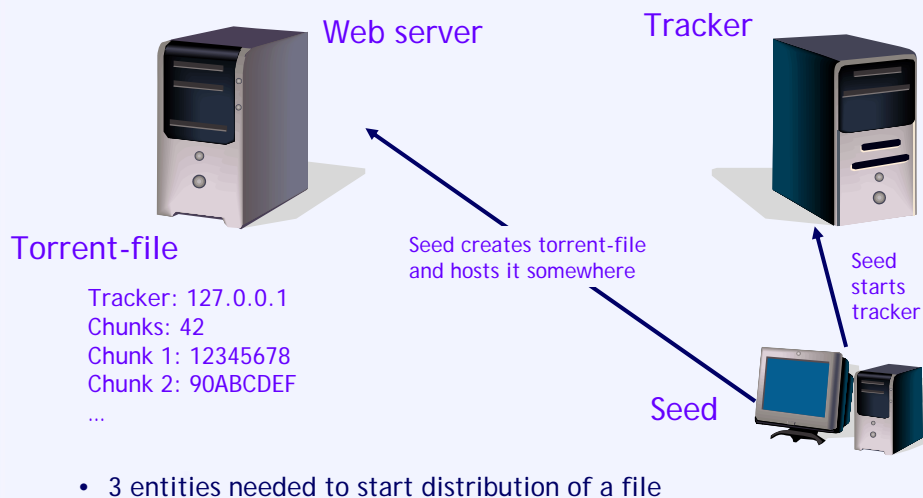 Web server
Tracker
Torrent-file
Tracker: 127.0.0.1
Chunks: 42
Chunk 1: 12345678
Chunk 2: 90ABCDEF
...
Seed creates torrent-file
and hosts it somewhere
Seed
starts
tracker
Seed
• 3 entities needed to start distribution of a file